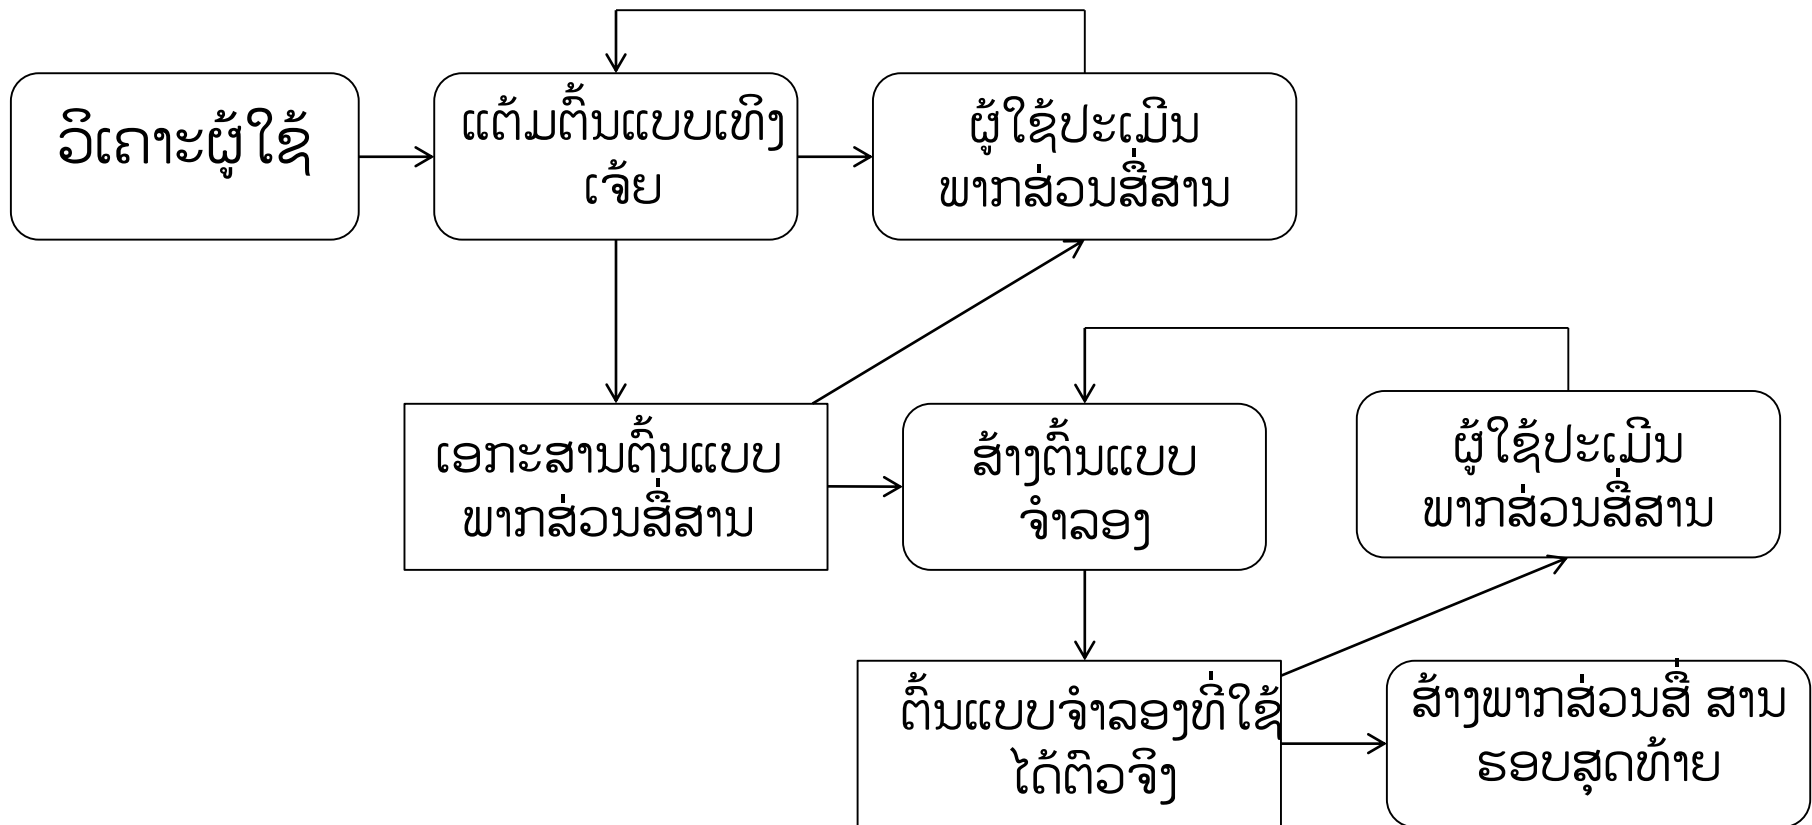 ວິເຄາະຜູ້ໃຊ້
ແຕ້ມຕົ້ນແບບເທິງ
ເຈ້ຍ
ຜູ້ໃຊ້ປະເມີນ
ພາກສ່ວນສື່ສານ
ເອກະສານຕົ້ນແບບ
ພາກສ່ວນສື່ສານ
ສ້າງຕົ້ນແບບ
ຈຳລອງ
ຜູ້ໃຊ້ປະເມີນ
ພາກສ່ວນສື່ສານ
ຕົ້ນແບບຈຳລອງທີ່ໃຊ້
ໄດ້ຕົວຈິງ
ສ້າງພາກສ່ວນສື່ ສານ
ຮອບສຸດທ້າຍ